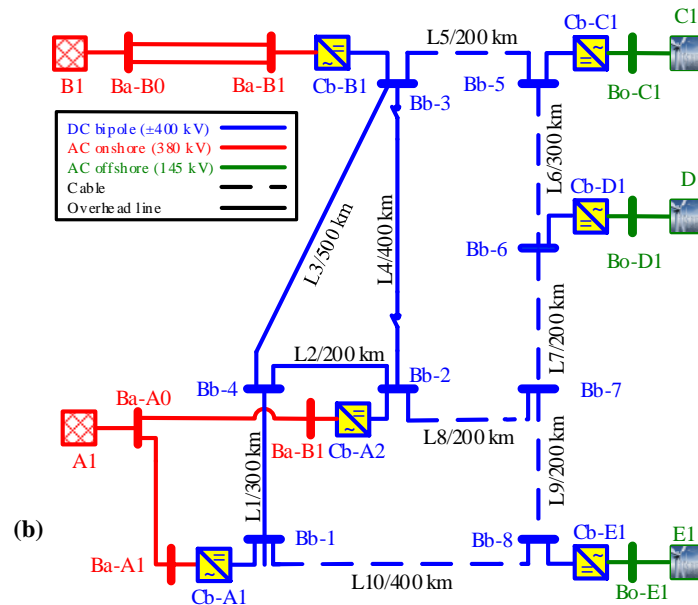 L5/200 km
Cb-C1
C1
B1
Ba-B0
Ba-B1
Cb-B1
Bb-3
Bb-5
Bo-C1
DC bipole (±400 kV)
AC onshore (380 kV)
AC offshore (145 kV)
Cable
Overhead line
L6/300 km
Cb-D1
D
L3/500 km
L4/400 km
Bb-6
Bo-D1
L7/200 km
L2/200 km
Bb-4
Bb-2
Bb-7
Ba-A0
A1
Ba-B1
Cb-A2
L8/200 km
L9/200 km
L1/300 km
(b)
Bb-1
Bb-8
Cb-E1
E1
Ba-A1
Cb-A1
L10/400 km
Bo-E1